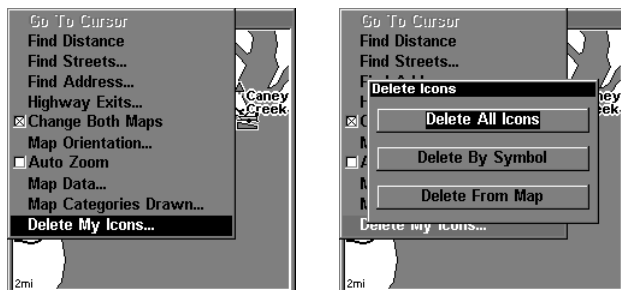 Go To Cursor
Find Distance
Find Streets...
Find Address...
Highway Exits...
Change Both Maps
Map Orientation...
Auto Zoom
Map Data...
Map Categories Drawn...
Delete My Icons...
Caney
Creek
2mi
Go To Cursor
Find Distance
Find Streets...
Delete Icons
Delete All Icons
Delete By Symbol
Delete From Map
Delete My Icons...
2mi